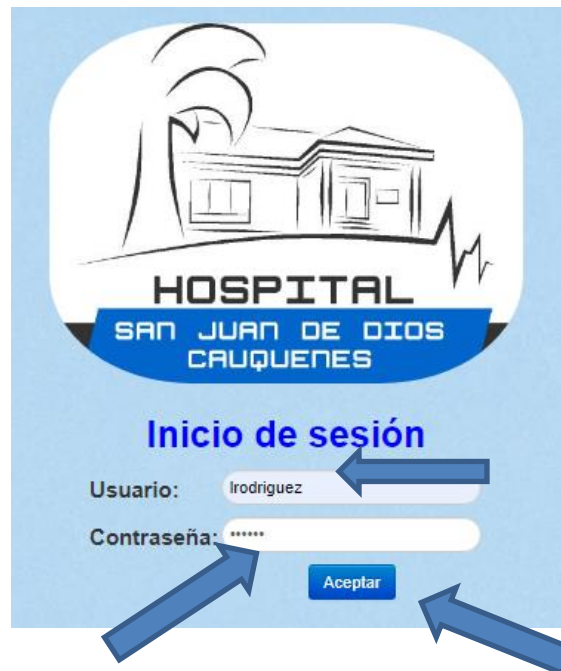 HOSPITAL
SAN JUAN DE DIOS
CAUQUENES
Inicio de sesión
Usuario: lrodriguez
Contraseña: ••••••
Aceptar